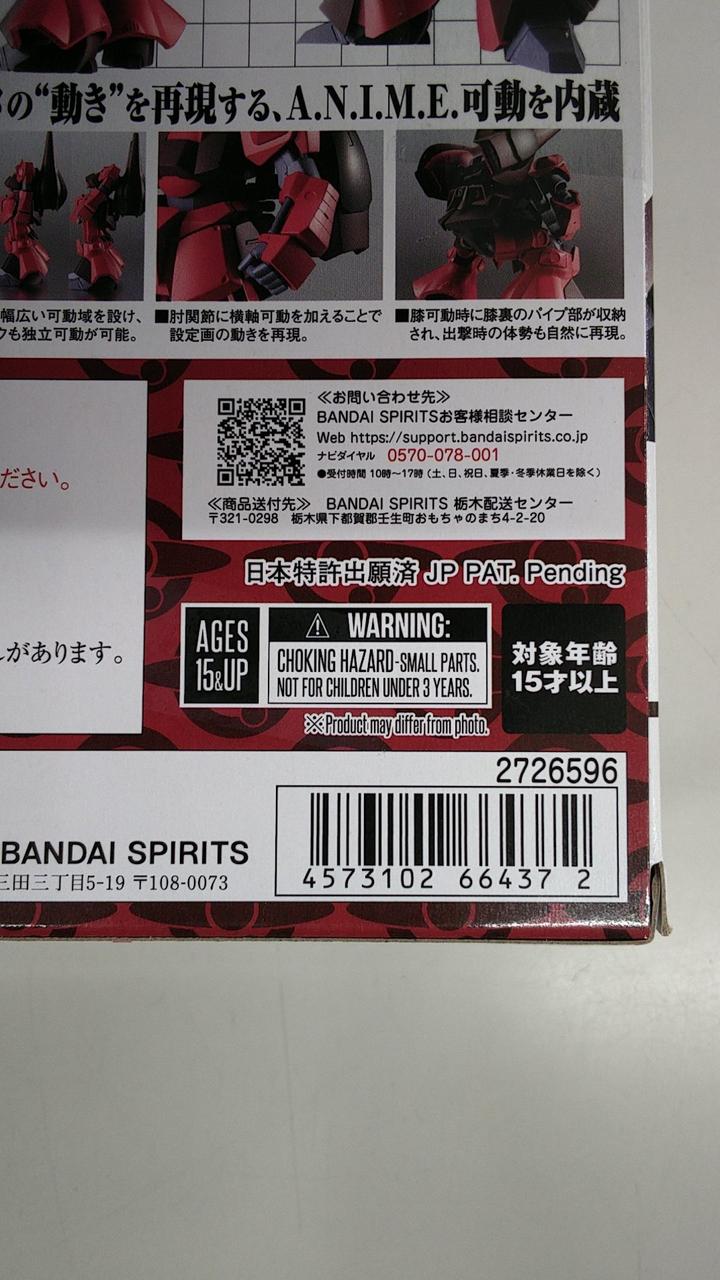 の“動き”を再現する、A.N.I.M.E.可動を内蔵
幅広い可動域を設け、
クも独立可動が可能。
■肘関節に横軸可動を加えることで
設定画の動きを再現。
■膝可動時に膝裏のパイプ部が収納
され、出撃時の体勢も自然に再現。
ださい。
があります。
≪お問い合わせ先≫
BANDAI SPIRITSお客様相談センター
Web https://support.bandaispirits.co.jp
ナビダイヤル 0570-078-001
●受付時間 10時〜17時(土、日、祝日、夏季・冬季休業日を除く)
≪商品送付先≫ BANDAI SPIRITS 栃木配送センター
〒321-0298 栃木県下都賀郡壬生町おもちゃのまち4-2-20
日本特許出願済 JP PAT. Pending
AGES
15&UP
⚠ WARNING:
CHOKING HAZARD-SMALL PARTS.
NOT FOR CHILDREN UNDER 3 YEARS.
対象年齢
15才以上
※Product may differ from photo.
2726596
BANDAI SPIRITS
三田三丁目5-19 〒108-0073
4573102 66437 2